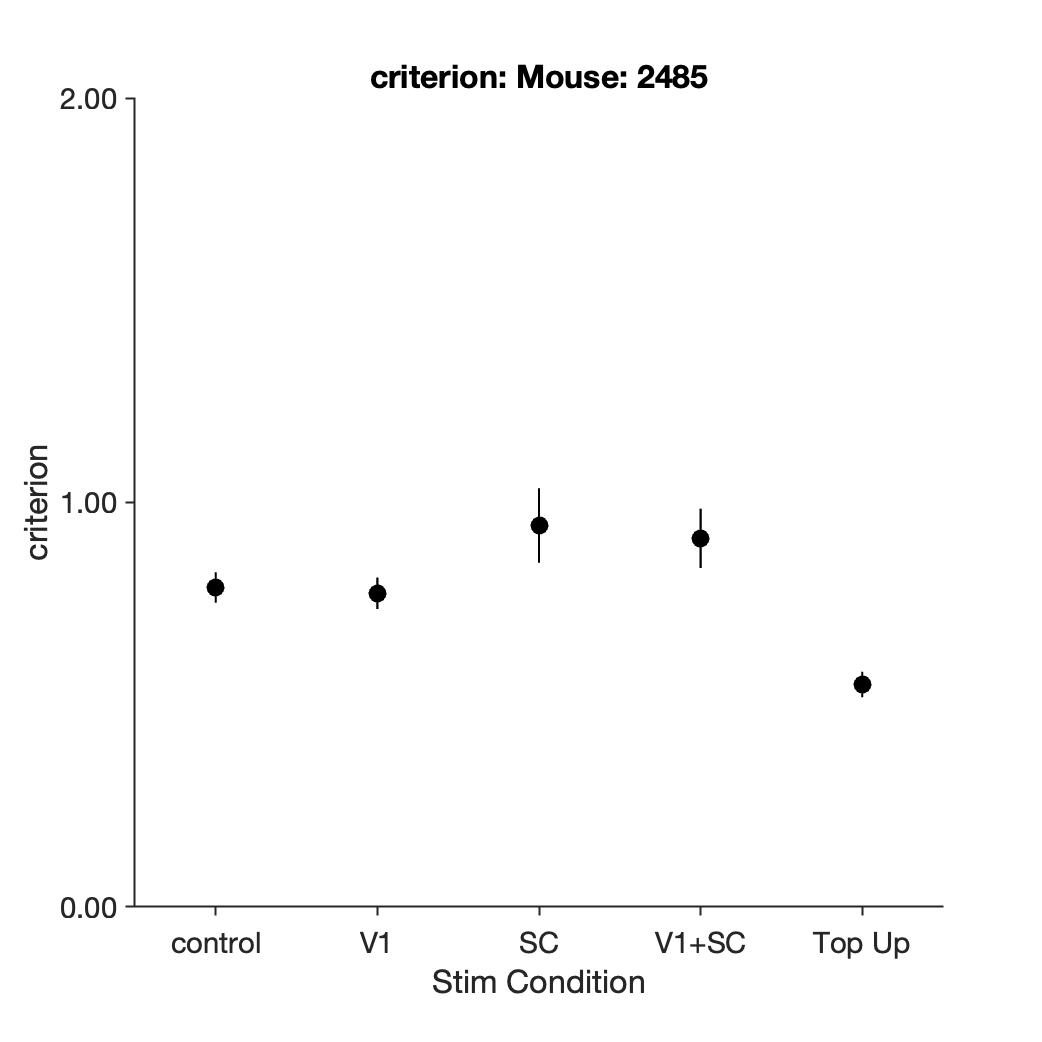 criterion: Mouse: 2485
2.00
1.00
0.00
criterion
control V1 SC V1+SC Top Up
Stim Condition